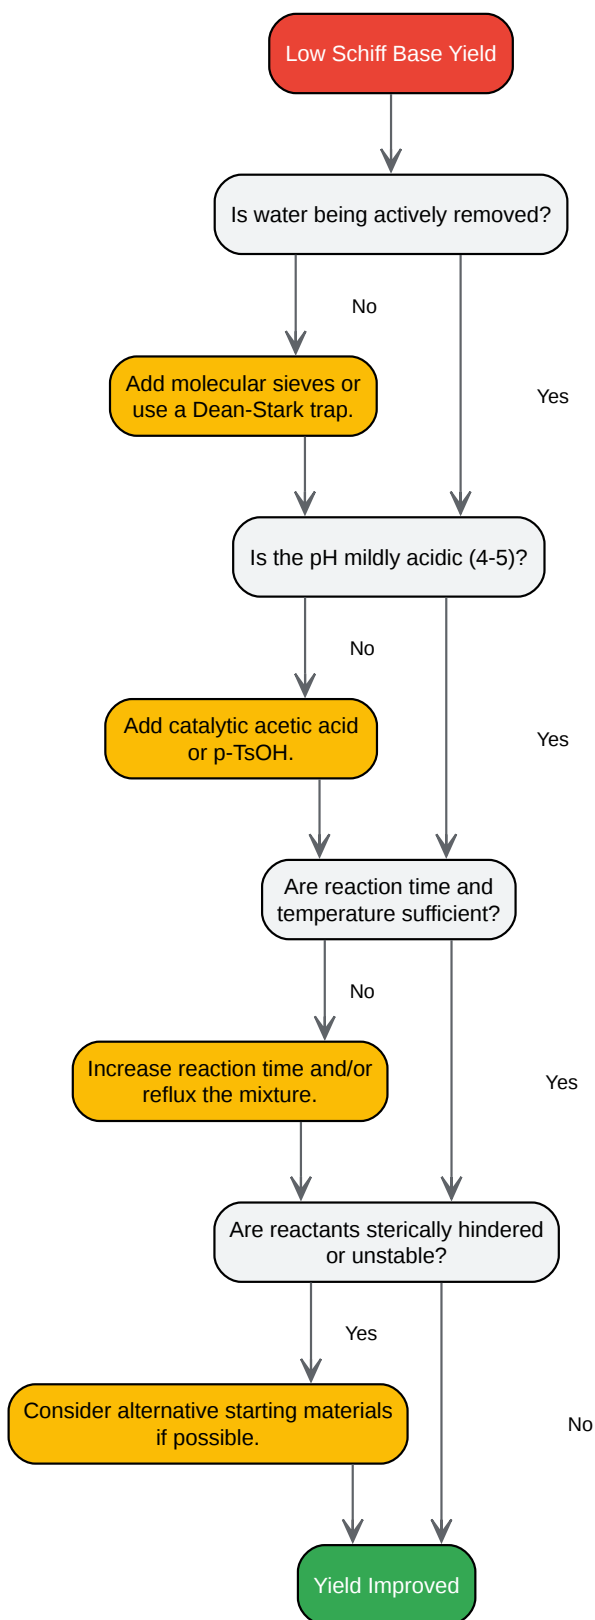 Low Schiff Base Yield
Is water being actively removed?
No
Add molecular sieves or
use a Dean-Stark trap.
Yes
Is the pH mildly acidic (4-5)?
No
Add catalytic acetic acid
or p-TsOH.
Yes
Are reaction time and
temperature sufficient?
No
Increase reaction time and/or
reflux the mixture.
Yes
Are reactants sterically hindered
or unstable?
Yes
Consider alternative starting materials
if possible.
No
Yield Improved